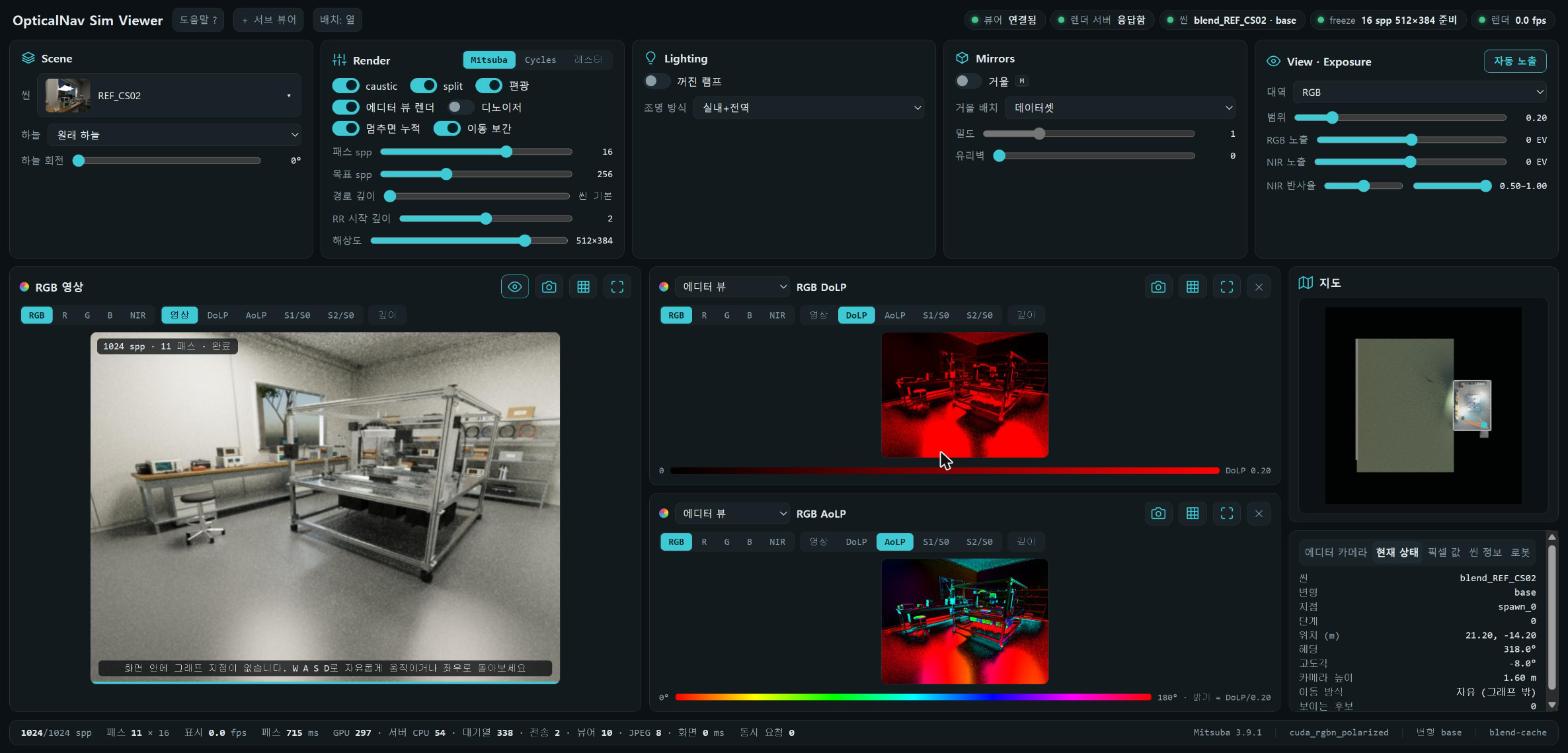 OpticalNav Sim Viewer 도움말 ? + 서브 뷰어 배치: 옆 뷰어 연결됨 렌더 서버 응답함 씬 blend_REF_CS02 · base freeze 16 spp 512×384 준비 렌더 0.0 fps
Scene
씬 REF_CS02
하늘 원래 하늘
하늘 회전 0°
Render Mitsuba Cycles 래스터
caustic split 편광
에디터 뷰 렌더 디노이저
멈추면 누적 이동 보간
패스 spp 16
목표 spp 256
경로 깊이 씬 기본
RR 시작 깊이 2
해상도 512×384
Lighting
꺼진 램프
조명 방식 실내+전역
Mirrors
거울 M
거울 배치 데이터셋
밀도 1
유리벽 0
View · Exposure 자동 노출
대역 RGB
범위 0.20
RGB 노출 0 EV
NIR 노출 0 EV
NIR 반사율 0.50–1.00
RGB 영상
RGB R G B NIR 영상 DoLP AoLP S1/S0 S2/S0 깊이
1024 spp · 11 패스 · 완료
화면 안에 그래프 지점이 없습니다. W A S D로 자유롭게 움직이거나 좌우로 돌아보세요
에디터 뷰 RGB DoLP
RGB R G B NIR 영상 DoLP AoLP S1/S0 S2/S0 깊이
0 DoLP 0.20
에디터 뷰 RGB AoLP
RGB R G B NIR 영상 DoLP AoLP S1/S0 S2/S0 깊이
0° 180° · 밝기 = DoLP/0.20
지도
에디터 카메라 현재 상태 픽셀 값 씬 정보 로봇
씬 blend_REF_CS02
변형 base
지점 spawn_0
단계 0
위치 (m) 21.20, -14.20
헤딩 318.0°
고도각 -8.0°
카메라 높이 1.60 m
이동 방식 자유 (그래프 밖)
보이는 후보 0
1024/1024 spp 패스 11 × 16 표시 0.0 fps 패스 715 ms GPU 297 · 서버 CPU 54 · 대기열 338 · 전송 2 · 뷰어 10 · JPEG 8 · 화면 0 ms 동시 요청 0 Mitsuba 3.9.1 cuda_rgbn_polarized 변형 base blend-cache